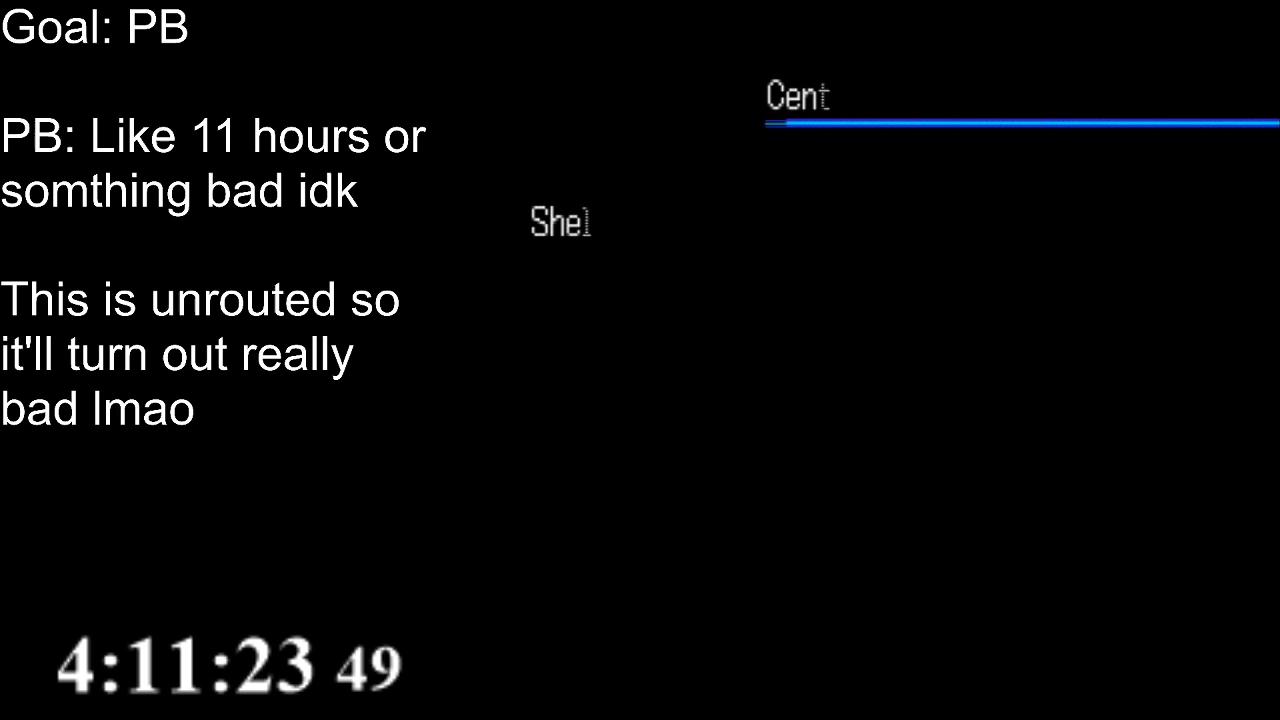 Goal: PB
PB: Like 11 hours or
somthing bad idk
This is unrouted so
it'll turn out really
bad lmao
Cent
Shel
4:11:23 49